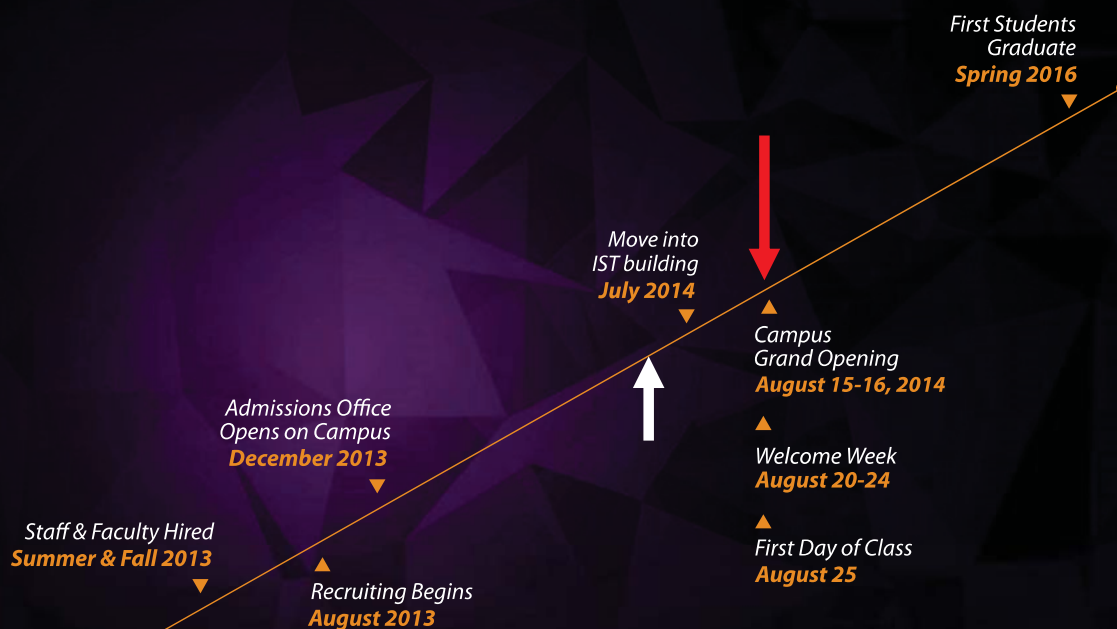 First Students
Graduate
Spring 2016
Move into
IST building
July 2014
Campus
Grand Opening
August 15-16, 2014
Admissions Office
Opens on Campus
December 2013
Welcome Week
August 20-24
Staff & Faculty Hired
Summer & Fall 2013
First Day of Class
August 25
Recruiting Begins
August 2013